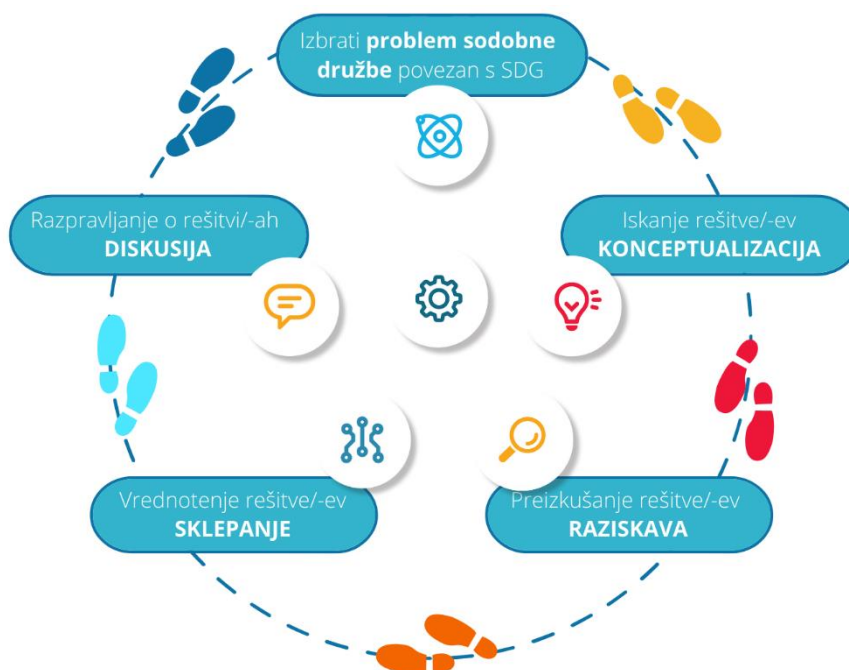 Izbrati problem sodobne
družbe povezan s SDG
Razpravljanje o rešitvi/-ah
DISKUSIJA
Iskanje rešitve/-ev
KONCEPTUALIZACIJA
Vrednotenje rešitve/-ev
SKLEPANJE
Preizkušanje rešitve/-ev
RAZISKAVA